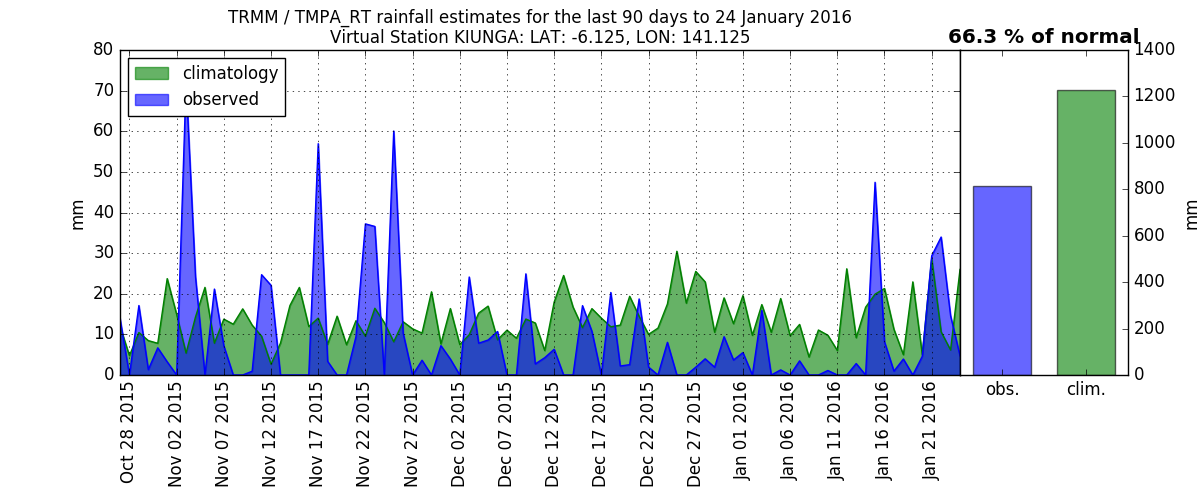 TRMM / TMPA_RT rainfall estimates for the last 90 days to 24 January 2016
Virtual Station KIUNGA: LAT: -6.125, LON: 141.125
66.3 % of normal
climatology
observed
80
70
60
50
40
30
20
10
0
mm
1400
1200
1000
800
600
400
200
0
mm
Oct 28 2015
Nov 02 2015
Nov 07 2015
Nov 12 2015
Nov 17 2015
Nov 22 2015
Nov 27 2015
Dec 02 2015
Dec 07 2015
Dec 12 2015
Dec 17 2015
Dec 22 2015
Dec 27 2015
Jan 01 2016
Jan 06 2016
Jan 11 2016
Jan 16 2016
Jan 21 2016
obs.
clim.